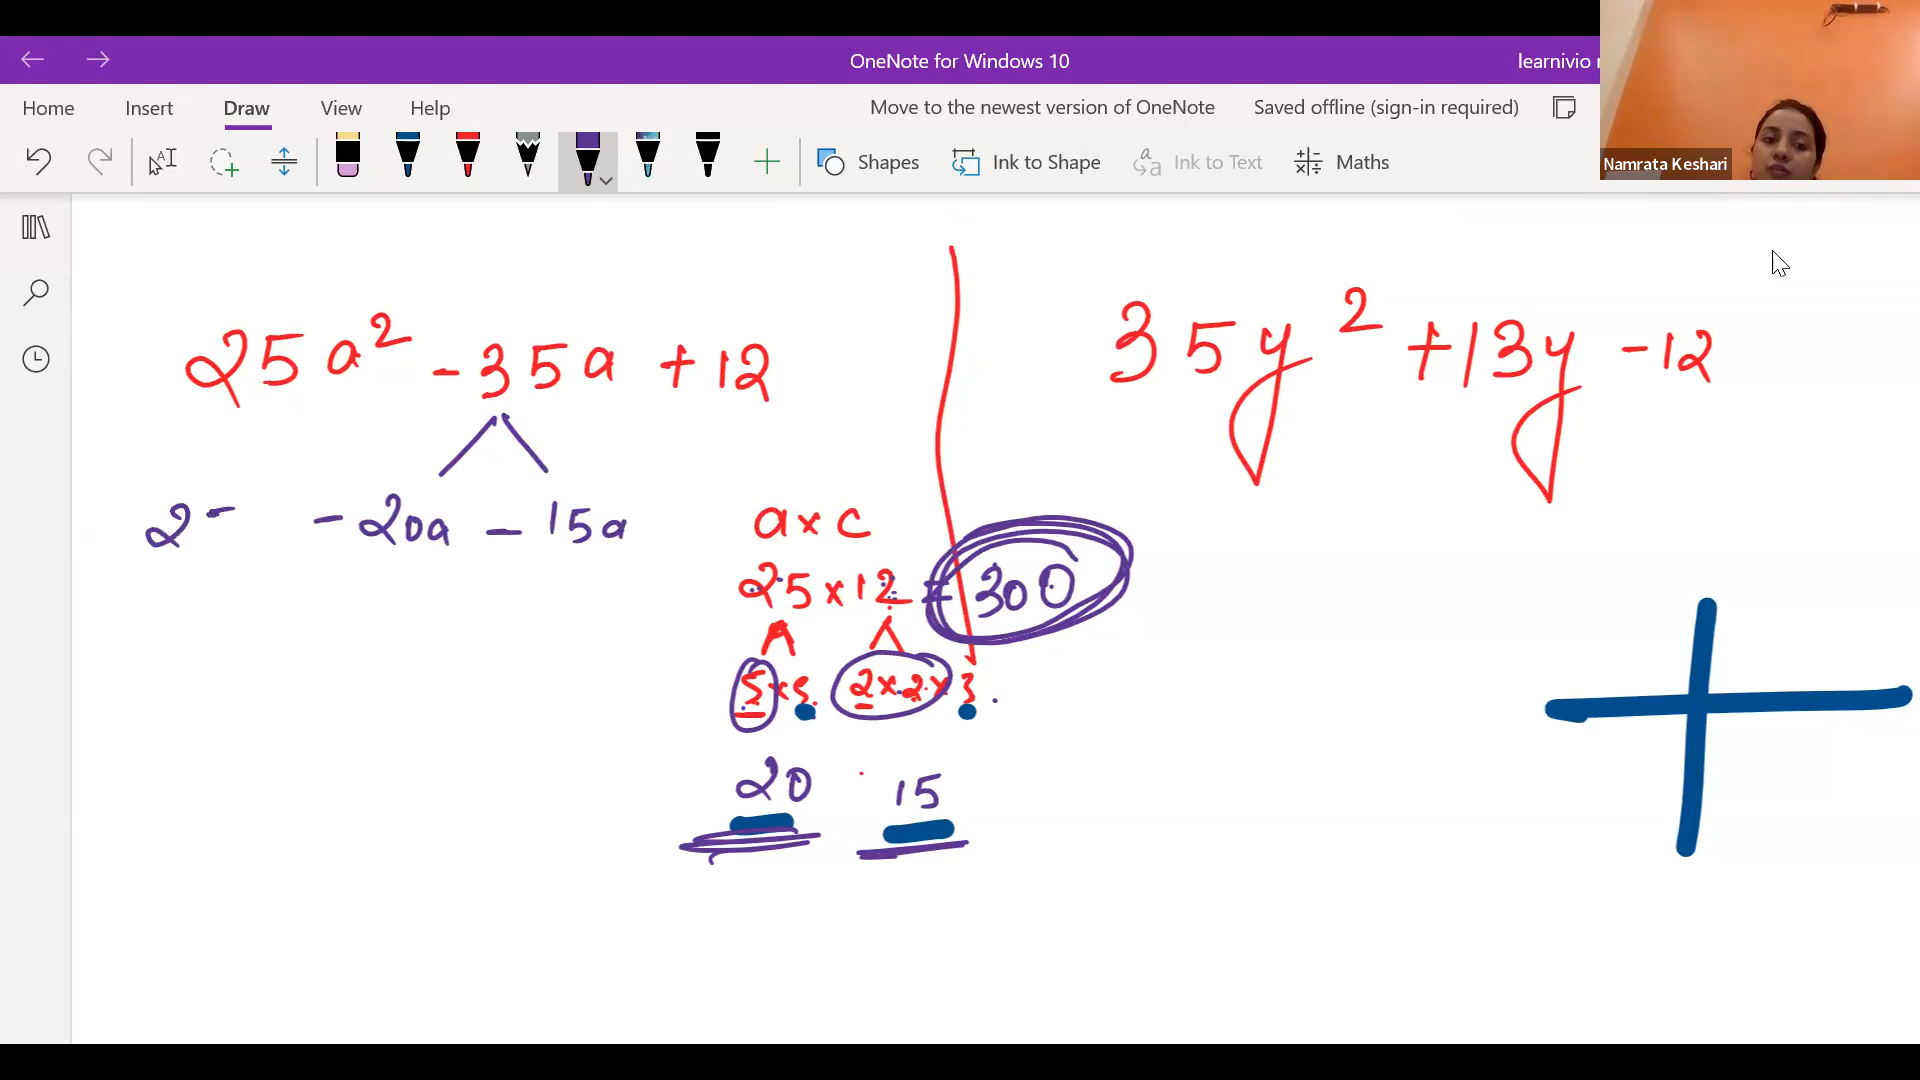 OneNote for Windows 10
learnivio
Home Insert Draw View Help
Move to the newest version of OneNote Saved offline (sign-in required)
Shapes Ink to Shape Ink to Text Maths
Namrata Keshari
25a² - 35a + 12
35y² + 13y - 12
- 20a - 15a
a x c
25 x 12 = 300
5 x 5 2 x 2 x 3
20 15